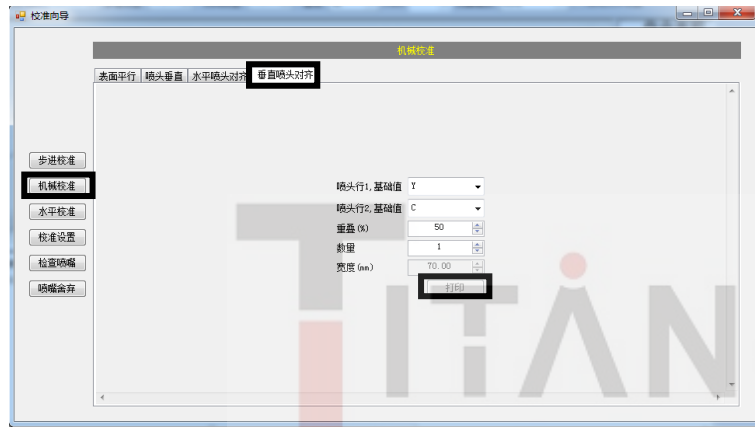 校准向导
机械校准
表面平行 喷头垂直 水平喷头对齐 垂直喷头对齐
步进校准
机械校准
水平校准
校准设置
检查喷嘴
喷嘴舍弃
喷头行1,基础值 Y
喷头行2,基础值 C
重叠(%) 50
数量 1
宽度(mm) 70.00
打印
TITAN